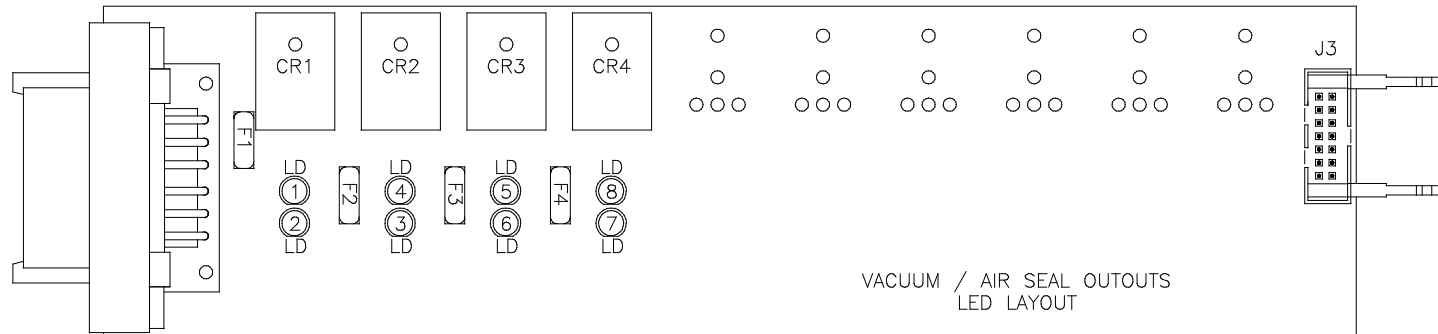 J3
CR1 CR2 CR3 CR4
F1
LD LD LD LD
1 F2 4 F3 5 F4 8
2 3 6 7
LD LD LD LD
VACUUM / AIR SEAL OUTOUTS
LED LAYOUT